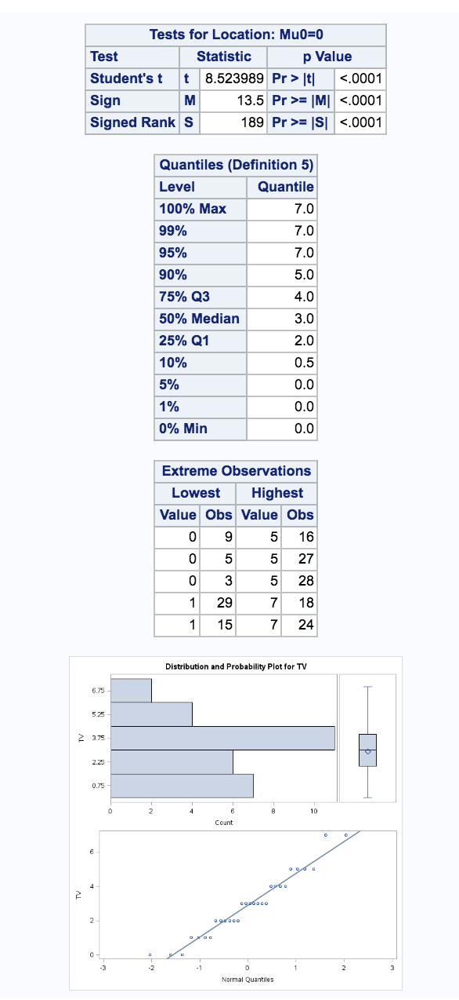 Tests for Location: Mu0=0
Test Statistic p Value
Student's t t 8.523989 Pr > |t| <.0001
Sign M 13.5 Pr >= |M| <.0001
Signed Rank S 189 Pr >= |S| <.0001
Quantiles (Definition 5)
Level Quantile
100% Max 7.0
99% 7.0
95% 7.0
90% 5.0
75% Q3 4.0
50% Median 3.0
25% Q1 2.0
10% 0.5
5% 0.0
1% 0.0
0% Min 0.0
Extreme Observations
Lowest Highest
Value Obs Value Obs
0 9 5 16
0 5 5 27
0 3 5 28
1 29 7 18
1 15 7 24
Distribution and Probability Plot for TV
6.75
5.25
TV
3.75
2.25
0.75
0 2 4 6 8 10
Count
6
4
TV
2
0
-3 -2 -1 0 1 2 3
Normal Quantiles